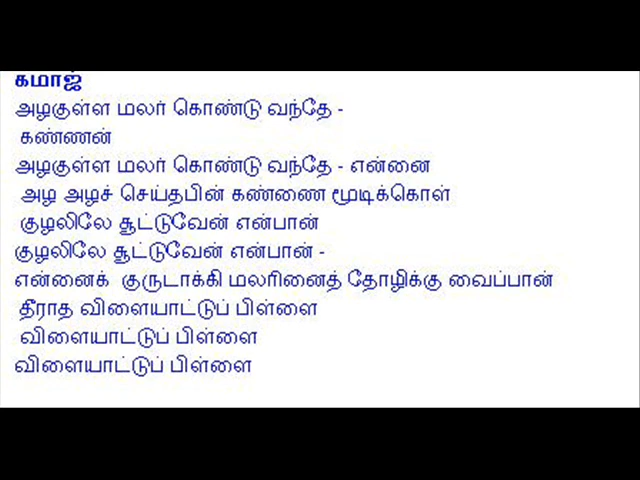 கமாஜ்
அழகுள்ள மலர் கொண்டு வந்தே -
கண்ணன்
அழகுள்ள மலர் கொண்டு வந்தே - என்னை
அழ அழச் செய்தபின் கண்ணை மூடிக்கொள்
குழலிலே சூட்டுவேன் என்பான்
குழலிலே சூட்டுவேன் என்பான் -
என்னைக் குருடாக்கி மலரினைத் தோழிக்கு வைப்பான்
தீராத விளையாட்டுப் பிள்ளை
விளையாட்டுப் பிள்ளை
விளையாட்டுப் பிள்ளை